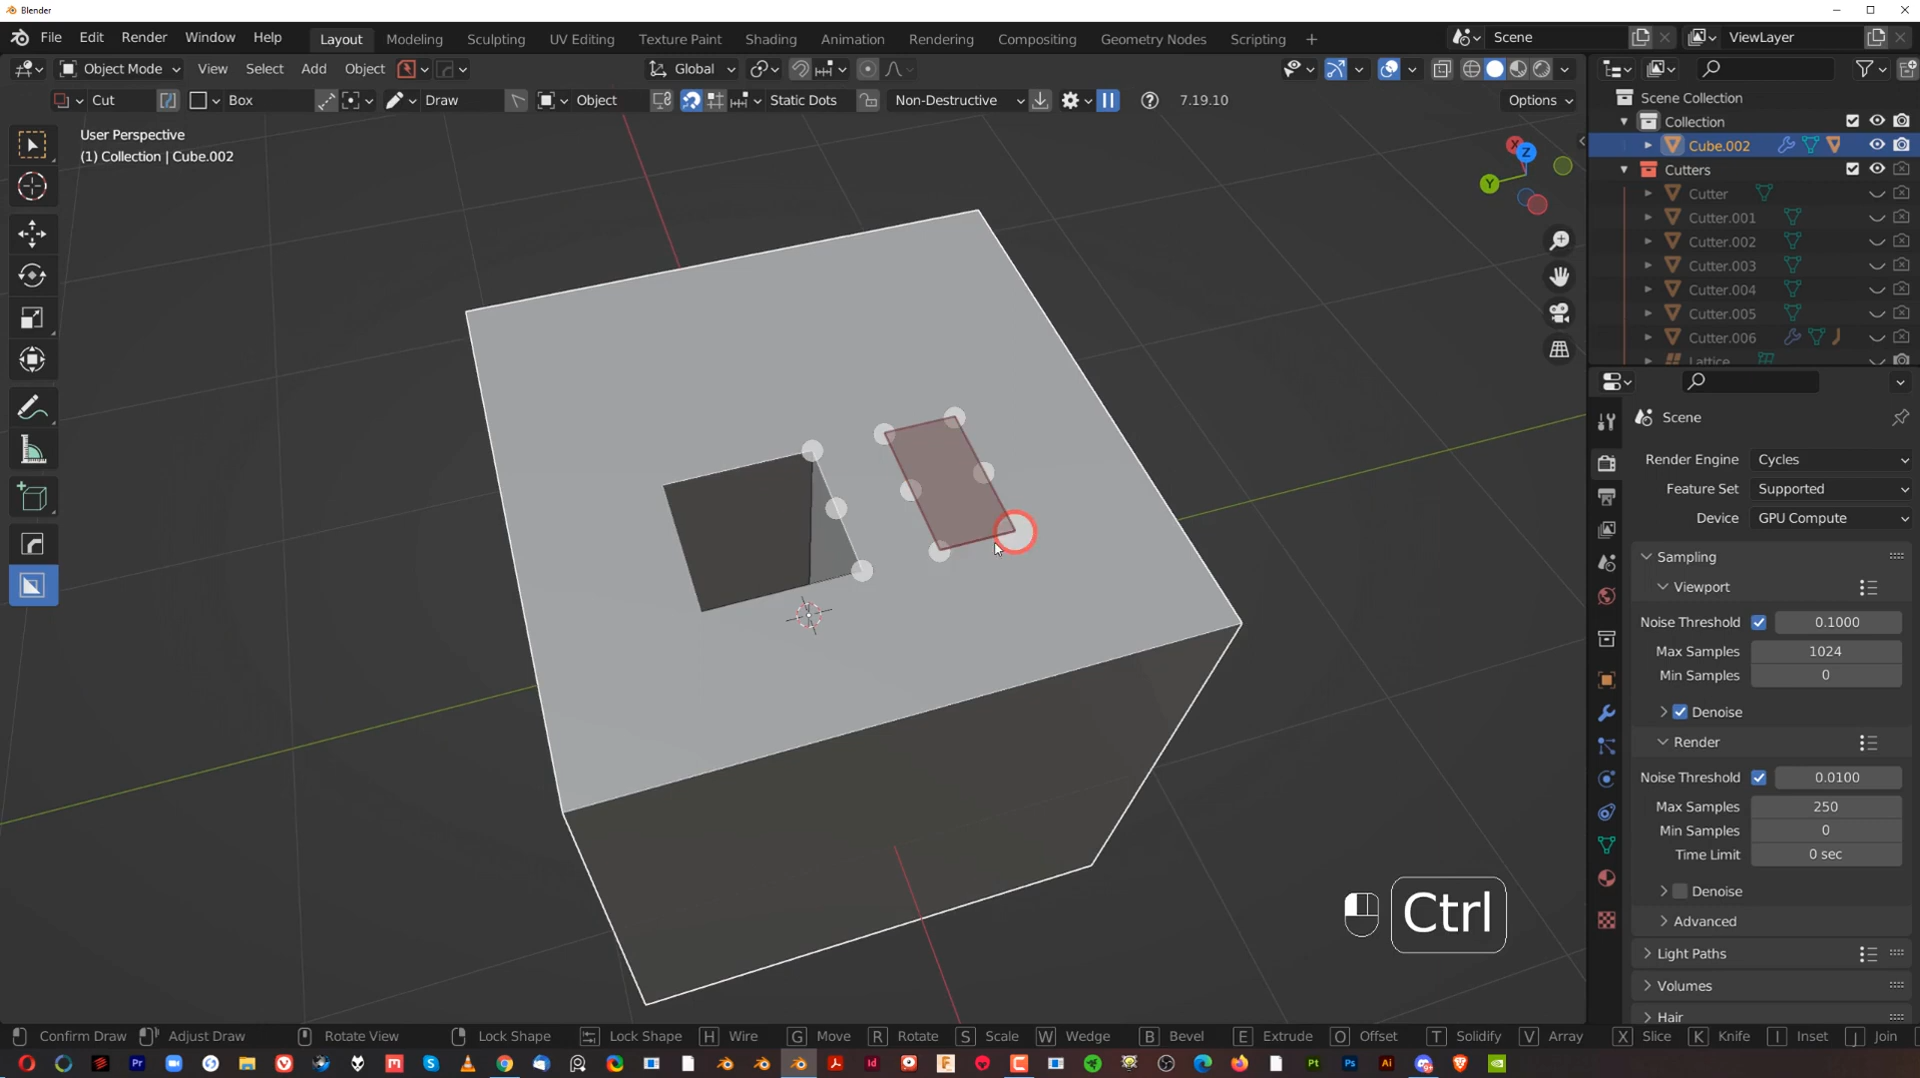 Blender
File Edit Render Window Help Layout Modeling Sculpting UV Editing Texture Paint Shading Animation Rendering Compositing Geometry Nodes Scripting + Scene ViewLayer
Object Mode View Select Add Object Global
Cut Box Draw Object Static Dots Non-Destructive 7.19.10 Options
User Perspective
(1) Collection | Cube.002
Scene Collection
Collection
Cube.002
Cutters
Cutter
Cutter.001
Cutter.002
Cutter.003
Cutter.004
Cutter.005
Cutter.006
Lattice
X
Y
Z
Scene
Render Engine Cycles
Feature Set Supported
Device GPU Compute
Sampling
Viewport
Noise Threshold 0.1000
Max Samples 1024
Min Samples 0
Denoise
Render
Noise Threshold 0.0100
Max Samples 250
Min Samples 0
Time Limit 0 sec
Denoise
Advanced
Light Paths
Volumes
Hair
Ctrl
Confirm Draw Adjust Draw Rotate View Lock Shape Lock Shape H Wire G Move R Rotate S Scale W Wedge B Bevel E Extrude O Offset T Solidify V Array X Slice K Knife I Inset J Join
Pr Id F Pt Ps Ai